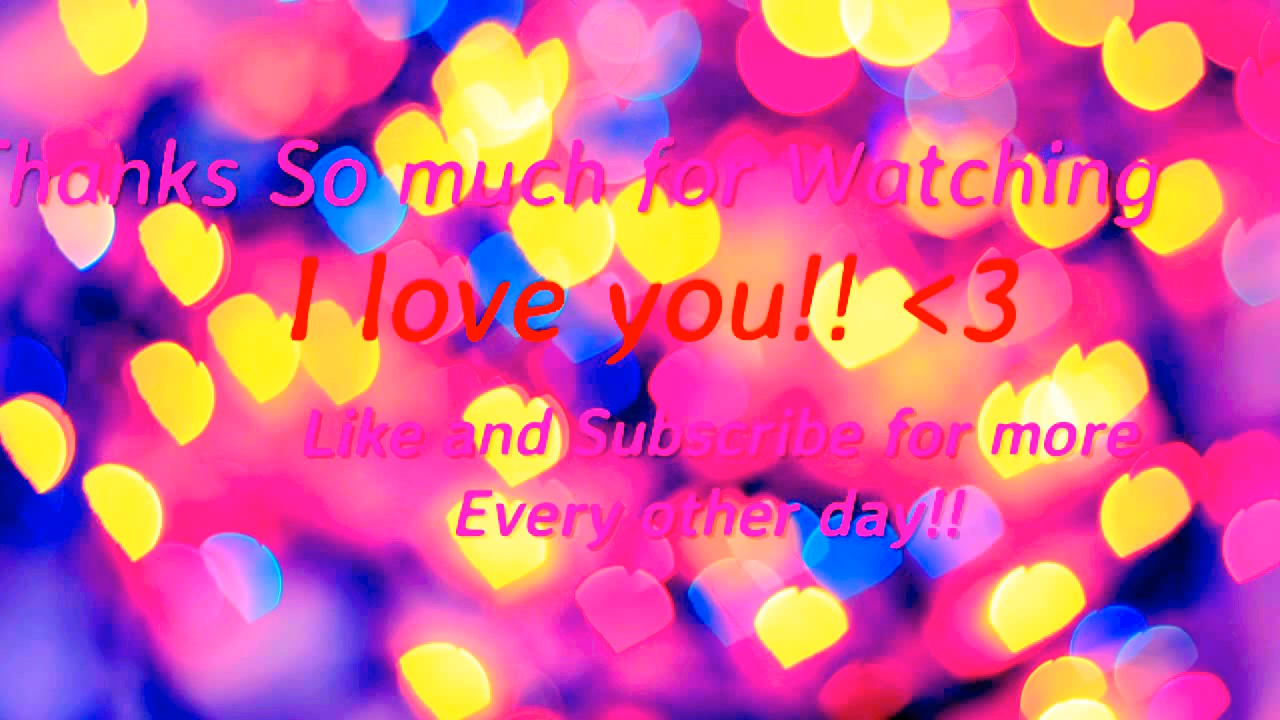 Thanks So much for Watching
I love you!! <3
Like and Subscribe for more
Every other day!!